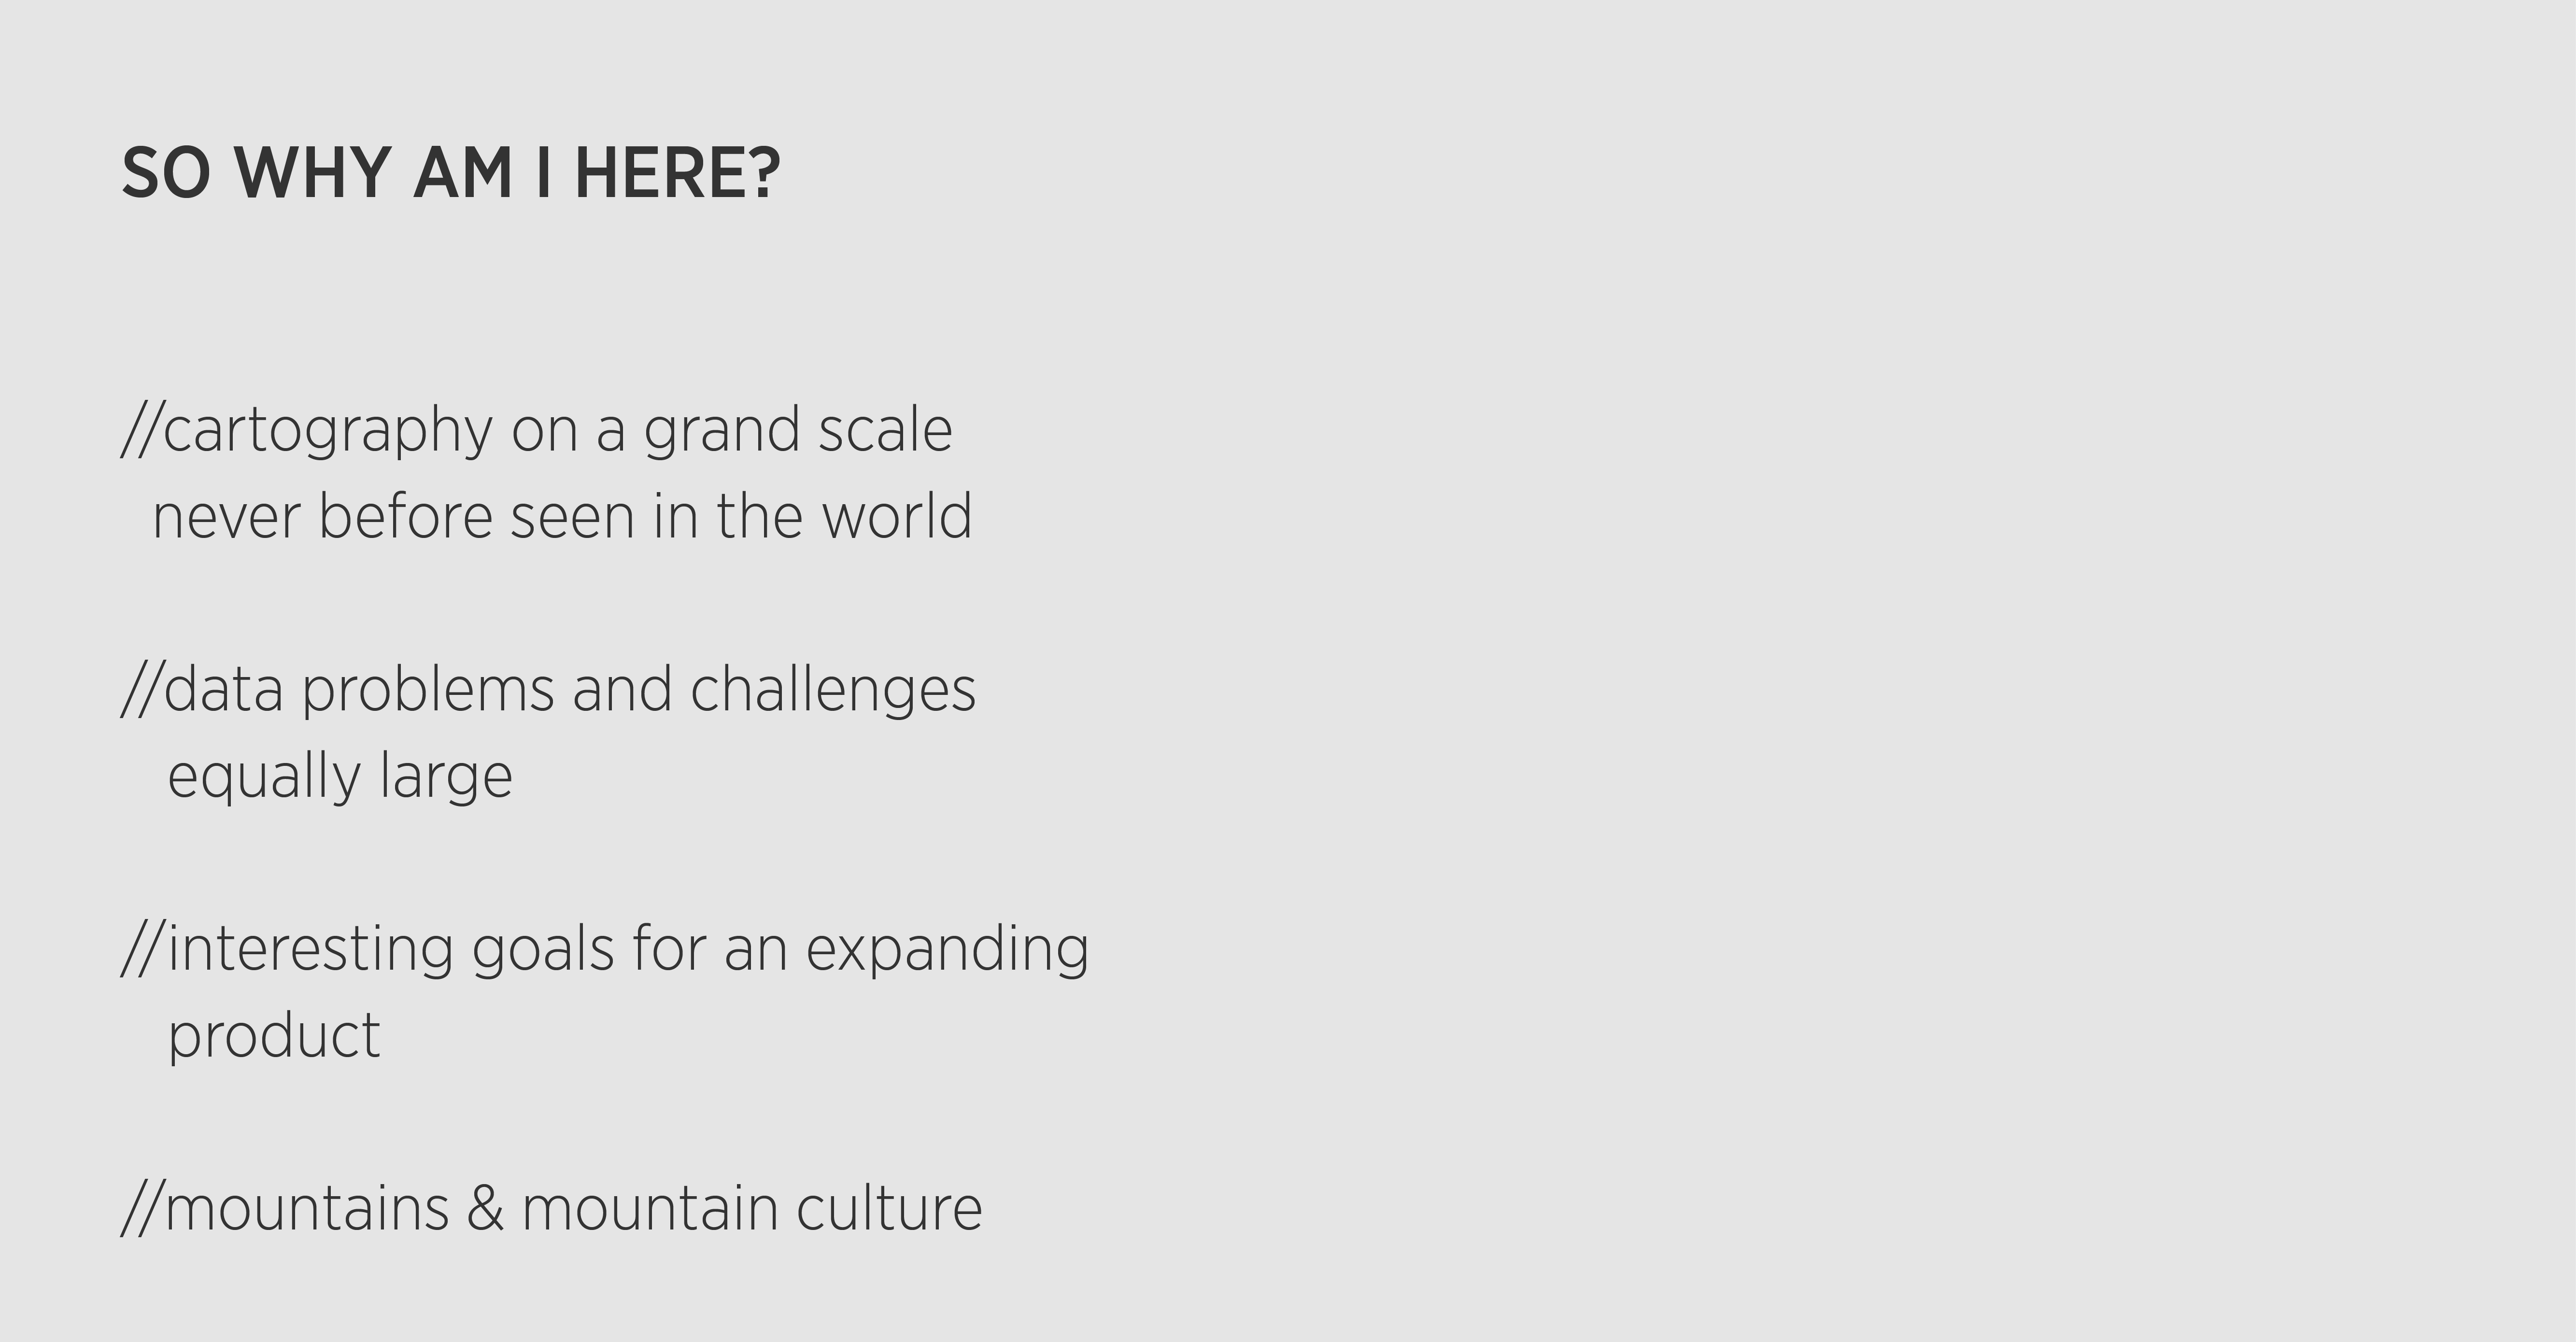 SO WHY AM I HERE?
//cartography on a grand scale
never before seen in the world
//data problems and challenges
equally large
//interesting goals for an expanding
product
//mountains & mountain culture